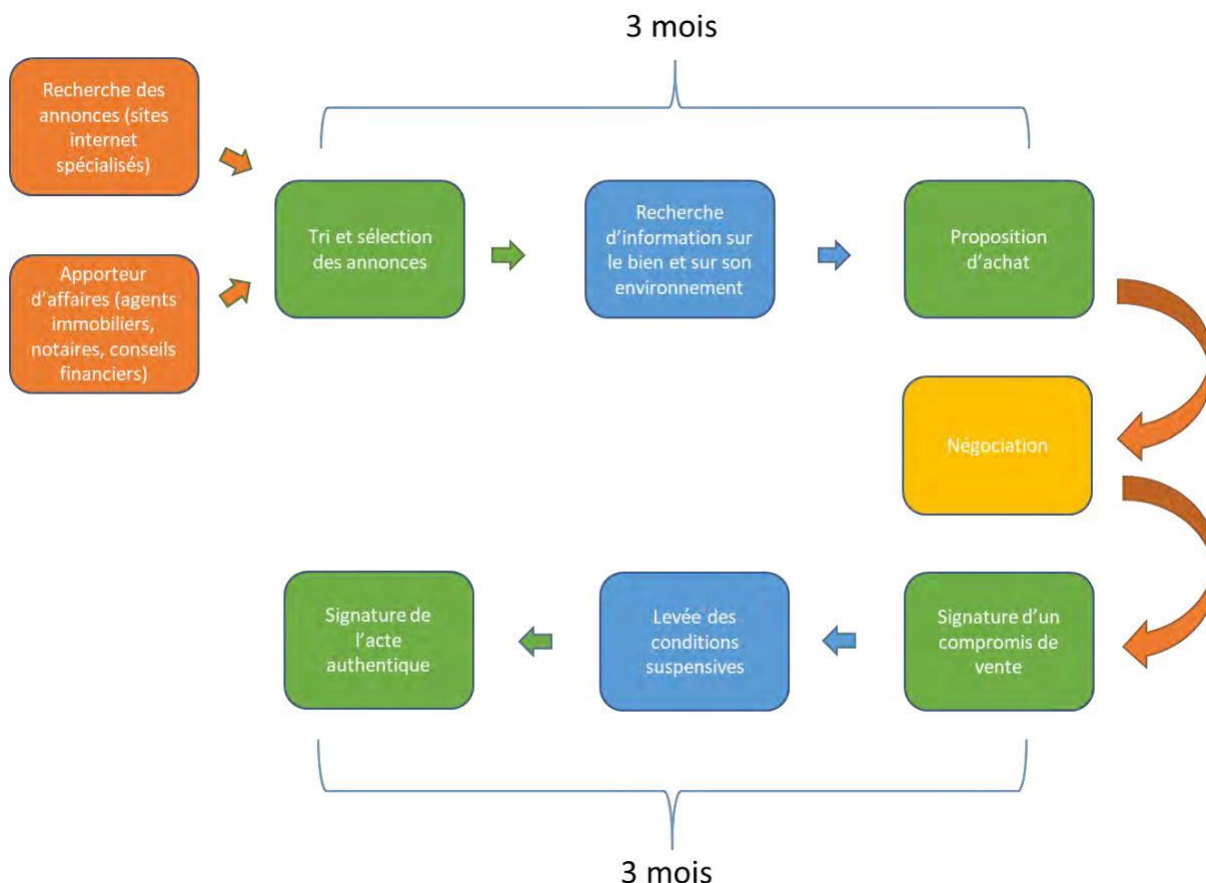 3 mois
Recherche des
annonces (sites
internet
spécialisés)
Apporteur
d'affaires (agents
immobiliers,
notaires, conseils
financiers)
Tri et sélection
des annonces
Recherche
d'information sur
le bien et sur son
environnement
Proposition
d'achat
Négociation
Signature d'un
compromis de
vente
Levée des
conditions
suspensives
Signature de
l'acte
authentique
3 mois